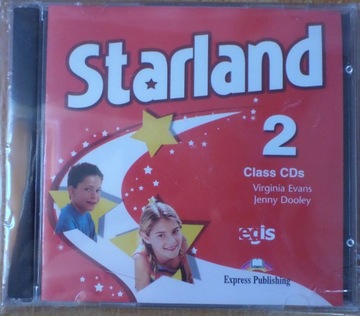 Starland
2
Class CDs
Virginia Evans
Jenny Dooley
egis
Express Publishing